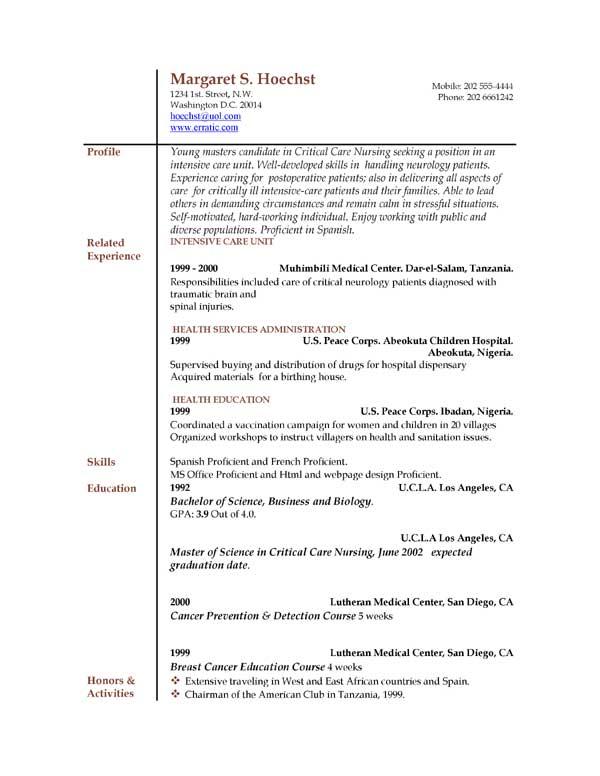 Margaret S. Hoechst
1234 1st. Street, N.W.
Washington D.C. 20014
hoechst@uol.com
www.erratic.com
Mobile: 202 555-4444
Phone: 202 6661242
Profile
Young masters candidate in Critical Care Nursing seeking a position in an
intensive care unit. Well-developed skills in handling neurology patients.
Experience caring for postoperative patients; also in delivering all aspects of
care for critically ill intensive-care patients and their families. Able to lead
others in demanding circumstances and remain calm in stressful situations.
Self-motivated, hard-working individual. Enjoy working with public and
diverse populations. Proficient in Spanish.
Related
Experience
INTENSIVE CARE UNIT
1999 - 2000 Muhimbili Medical Center. Dar-el-Salam, Tanzania.
Responsibilities included care of critical neurology patients diagnosed with
traumatic brain and
spinal injuries.
HEALTH SERVICES ADMINISTRATION
1999 U.S. Peace Corps. Abeokuta Children Hospital.
Abeokuta, Nigeria.
Supervised buying and distribution of drugs for hospital dispensary
Acquired materials for a birthing house.
HEALTH EDUCATION
1999 U.S. Peace Corps. Ibadan, Nigeria.
Coordinated a vaccination campaign for women and children in 20 villages
Organized workshops to instruct villagers on health and sanitation issues.
Skills
Spanish Proficient and French Proficient.
MS Office Proficient and Html and webpage design Proficient.
Education
1992 U.C.L.A. Los Angeles, CA
Bachelor of Science, Business and Biology.
GPA: 3.9 Out of 4.0.
U.C.L.A Los Angeles, CA
Master of Science in Critical Care Nursing, June 2002 expected
graduation date.
2000 Lutheran Medical Center, San Diego, CA
Cancer Prevention & Detection Course 5 weeks
1999 Lutheran Medical Center, San Diego, CA
Breast Cancer Education Course 4 weeks
Honors &
Activities
❖ Extensive traveling in West and East African countries and Spain.
❖ Chairman of the American Club in Tanzania, 1999.